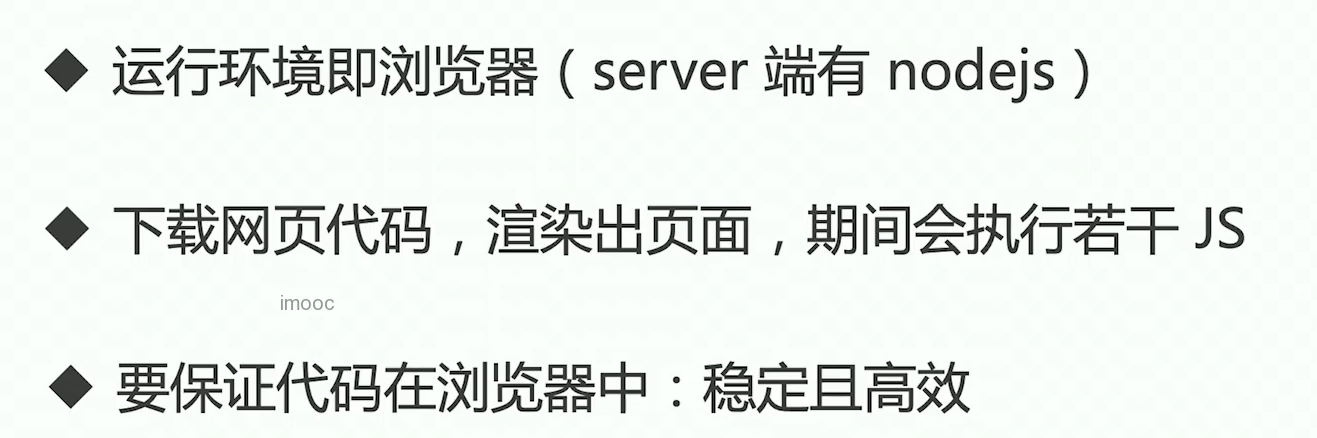 ◆ 运行环境即浏览器（server 端有 nodejs）
◆ 下载网页代码，渲染出页面，期间会执行若干 JS
imooc
◆ 要保证代码在浏览器中：稳定且高效